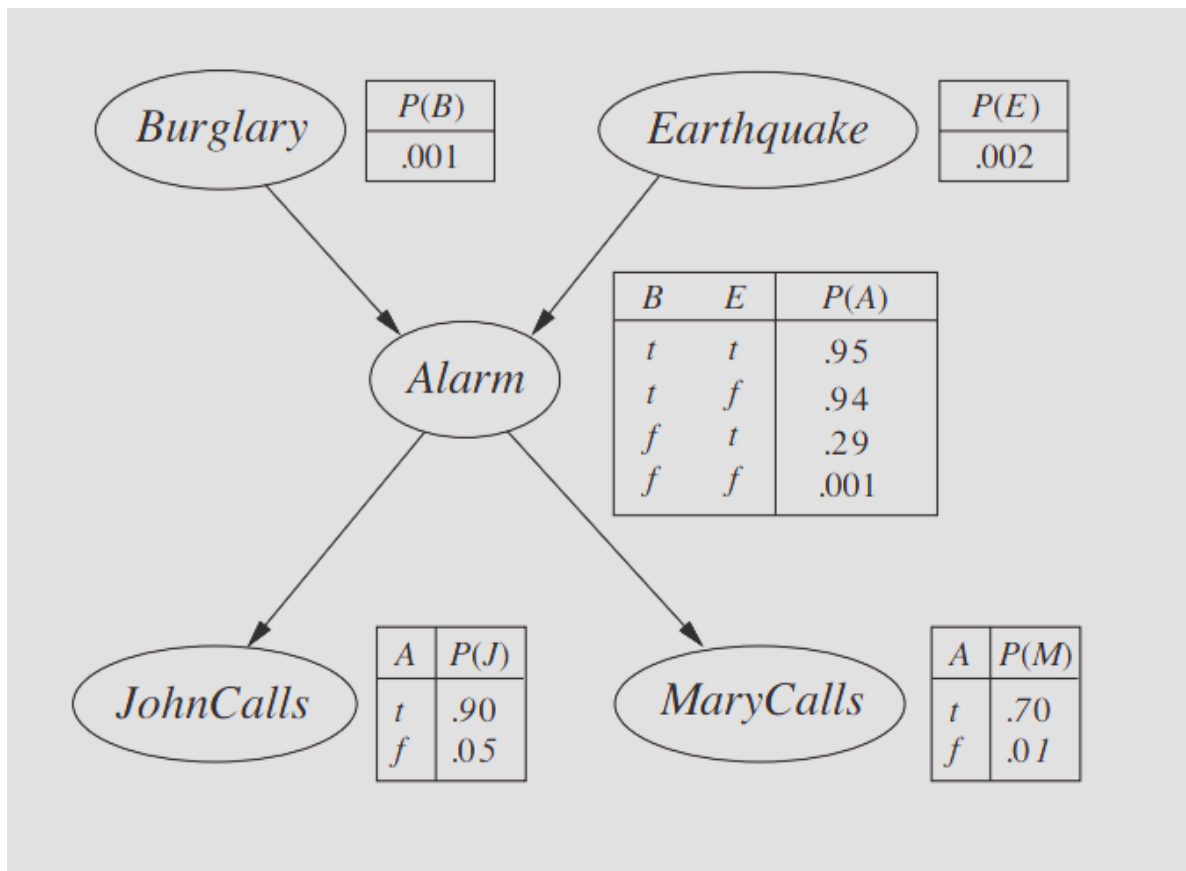 Burglary
P(B)
.001
Earthquake
P(E)
.002
Alarm
B E P(A)
t t .95
t f .94
f t .29
f f .001
JohnCalls
A P(J)
t .90
f .05
MaryCalls
A P(M)
t .70
f .01